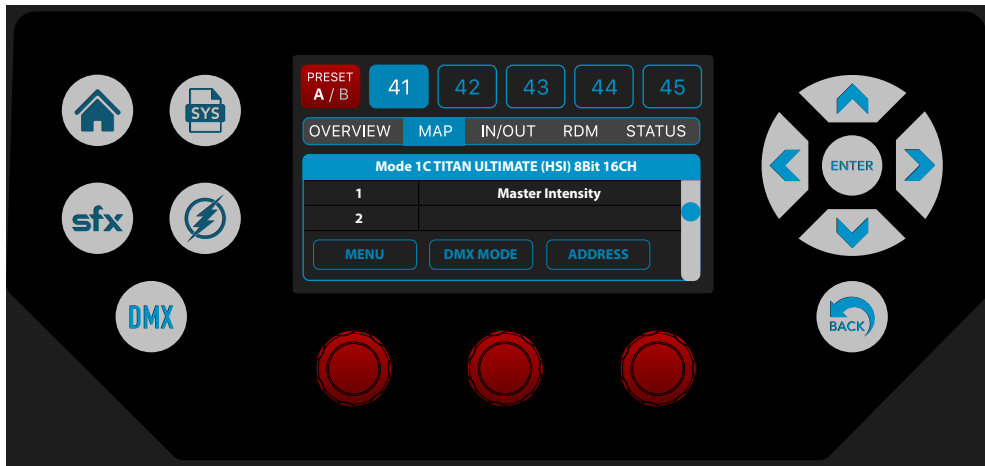 PRESET
A / B
41
42
43
44
45
OVERVIEW MAP IN/OUT RDM STATUS
Mode 1C TITAN ULTIMATE (HSI) 8Bit 16CH
1 Master Intensity
2
MENU DMX MODE ADDRESS
SYS
sfx
DMX
ENTER
BACK